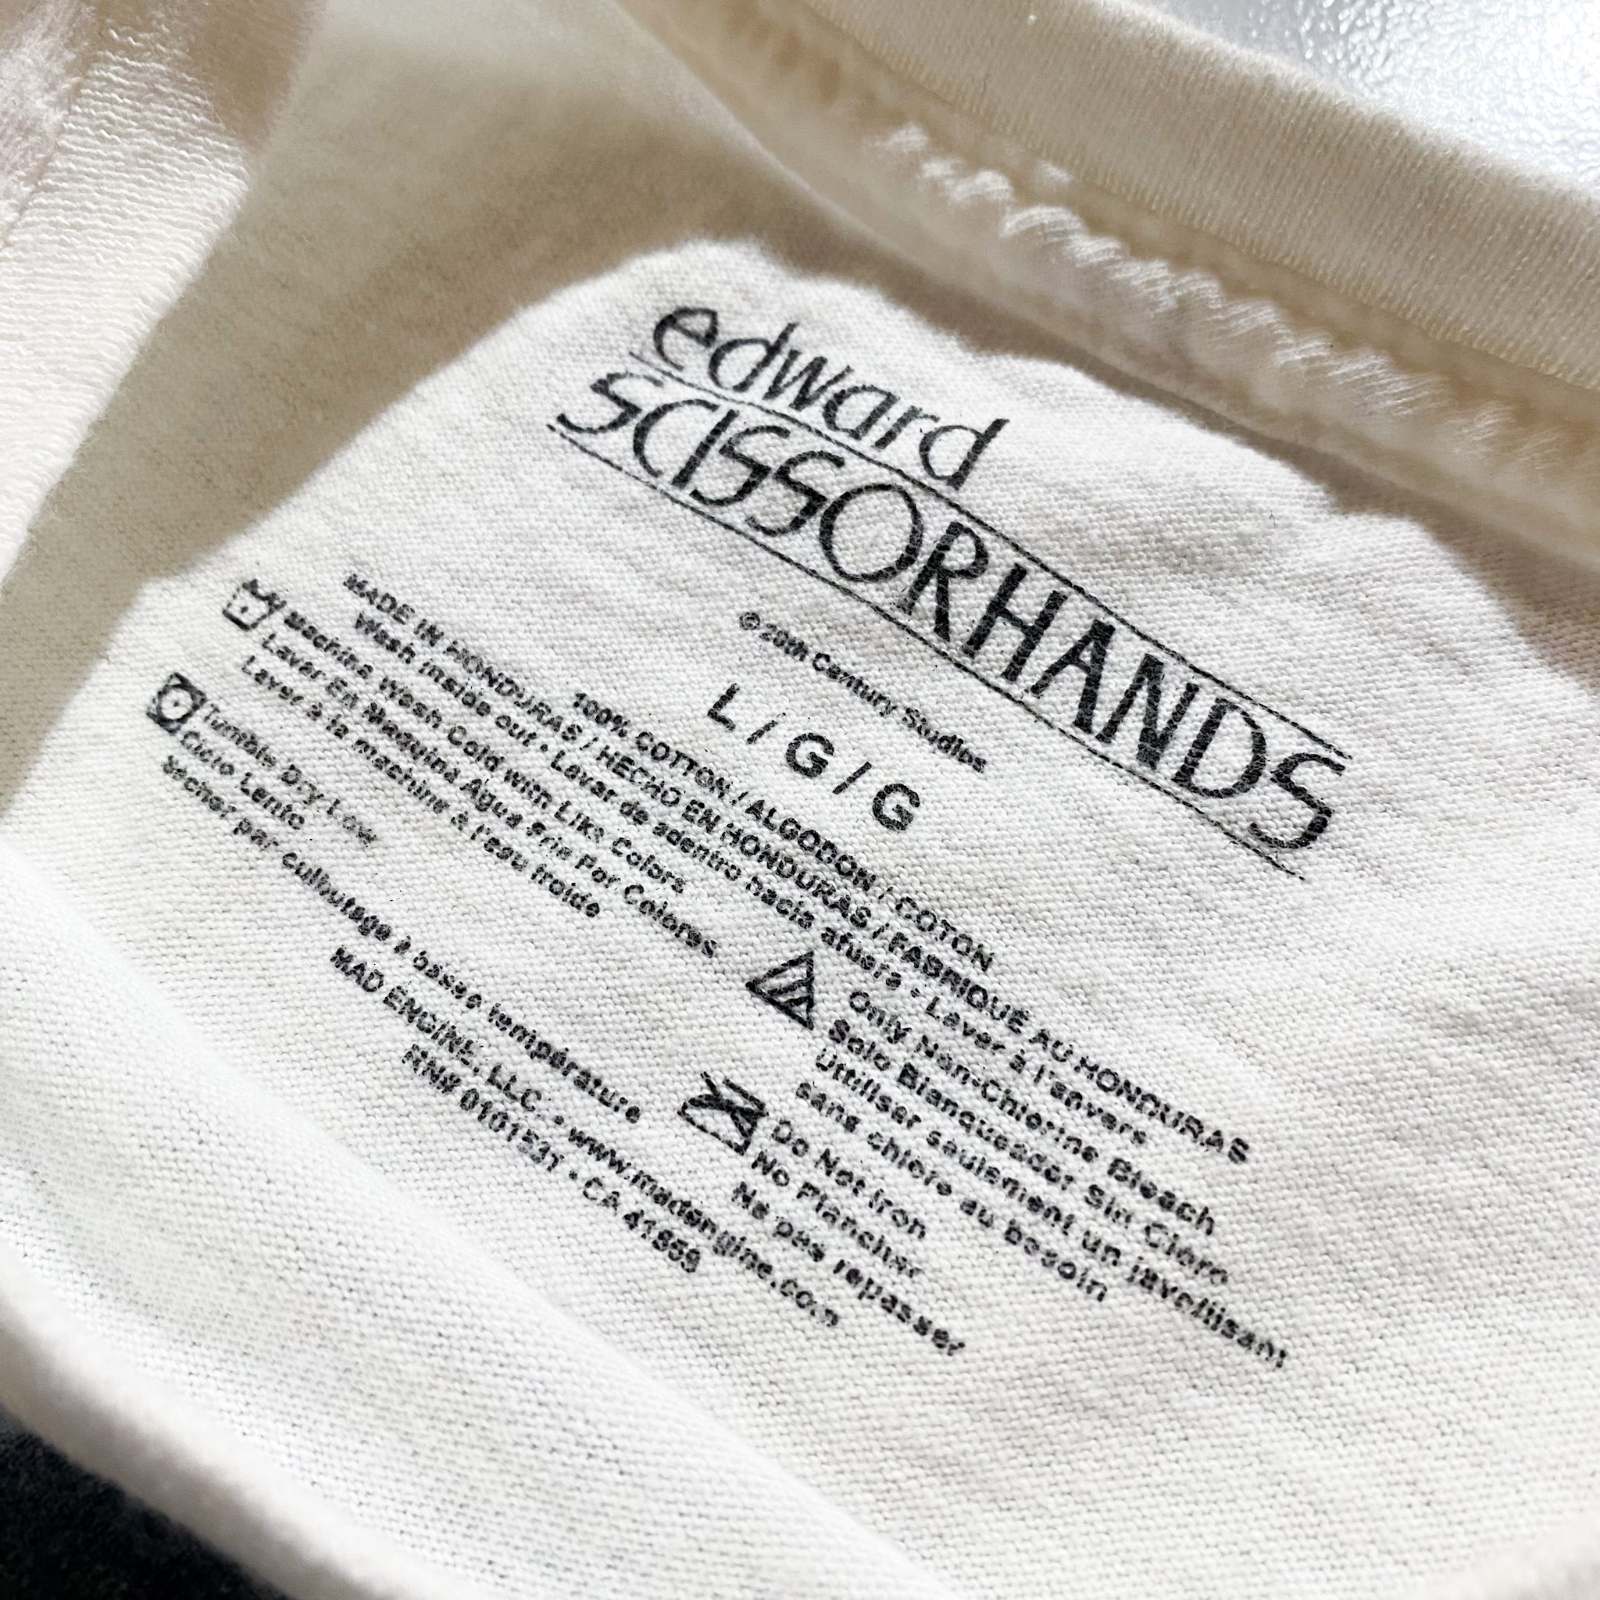 edward
SCISSORHANDS
© 20th Century Studios
L / G / G
100% COTTON / ALGODON / COTON
MADE IN HONDURAS / HECHO EN HONDURAS / FABRIQUÉ AU HONDURAS
Wash inside out • Lavar de adentro hacia afuera • Laver à l'envers
Machine Wash Cold with Like Colors
Lavar En Maquina Agua Fria Por Colores
Laver à la machine à l'eau froide
Only Non-Chlorine Bleach
Solo Blanqueador Sin Cloro
Uttiliser seulement un javellisant
sans chlore au besoin
Tumble Dry Low
Ciclo Lento
Sécher par culbutage à basse température
Do Not Iron
No Planchar
Ne pas repasser
MAD ENGINE, LLC. • www.madengine.com
RN# 0101537 • CA 41859